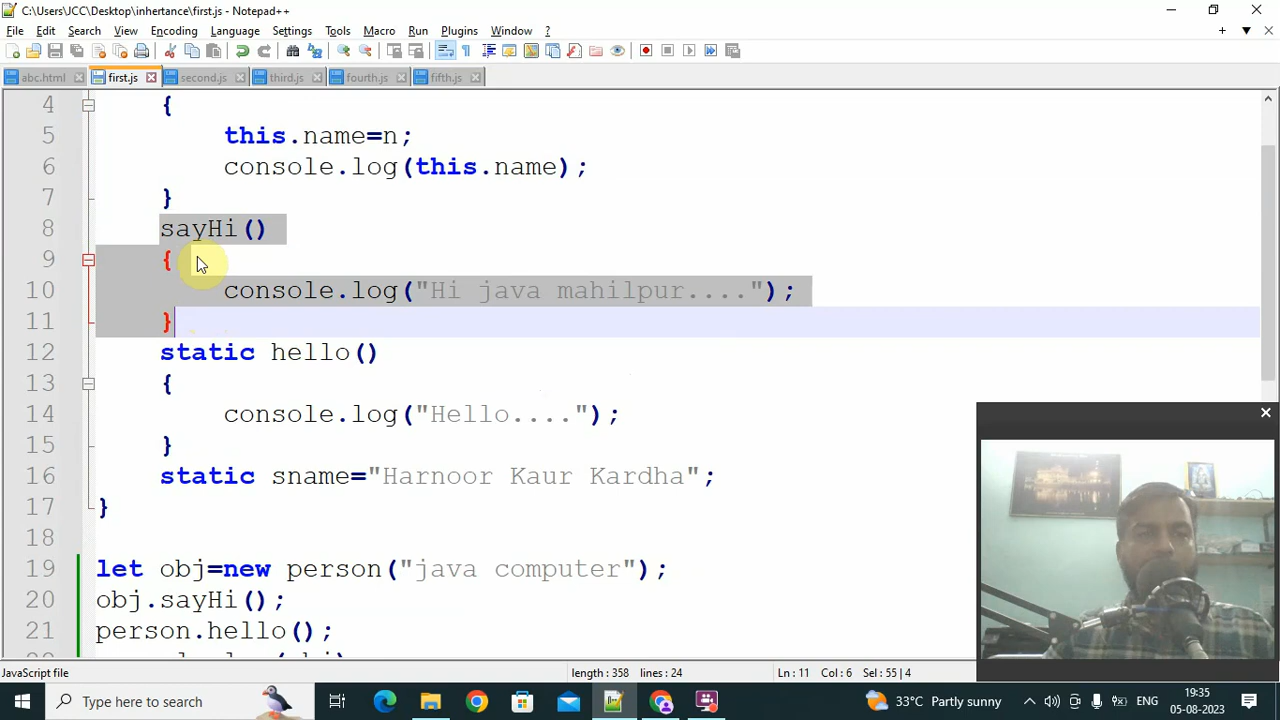 C:\Users\JCC\Desktop\inhertance\first.js - Notepad++
File Edit Search View Encoding Language Settings Tools Macro Run Plugins Window ?
abc.html first.js second.js third.js fourth.js fifth.js
4 {
5 this.name=n;
6 console.log(this.name);
7 }
8 sayHi()
9 {
10 console.log("Hi java mahilpur....");
11 }
12 static hello()
13 {
14 console.log("Hello....");
15 }
16 static sname="Harnoor Kaur Kardha";
17 }
18
19 let obj=new person("java computer");
20 obj.sayHi();
21 person.hello();
JavaScript file length : 358 lines : 24 Ln : 11 Col : 6 Sel : 55 | 4
Type here to search 33°C Partly sunny ENG 19:35
05-08-2023